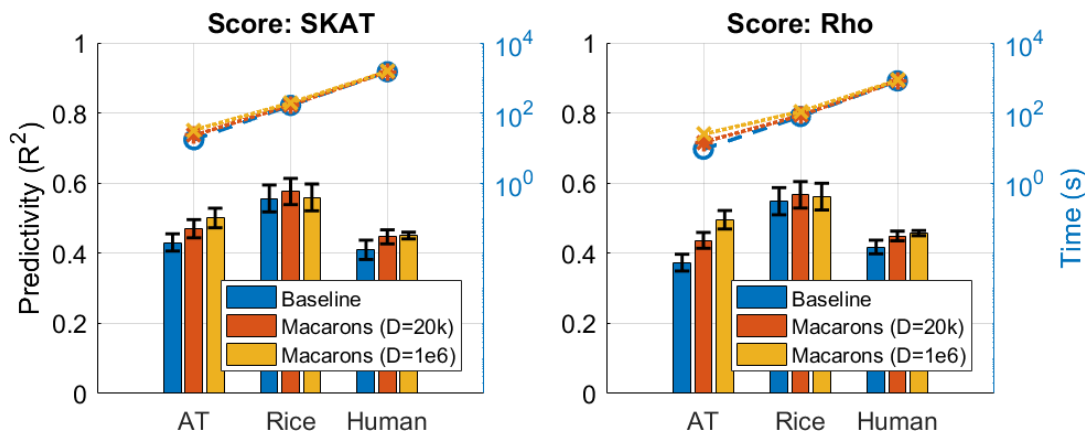 Score: SKAT
Predictivity (R²)
1
0.8
0.6
0.4
0.2
0
10⁴
10²
10⁰
Baseline
Macarons (D=20k)
Macarons (D=1e6)
AT Rice Human
Score: Rho
1
0.8
0.6
0.4
0.2
0
10⁴
10²
10⁰
Time (s)
Baseline
Macarons (D=20k)
Macarons (D=1e6)
AT Rice Human